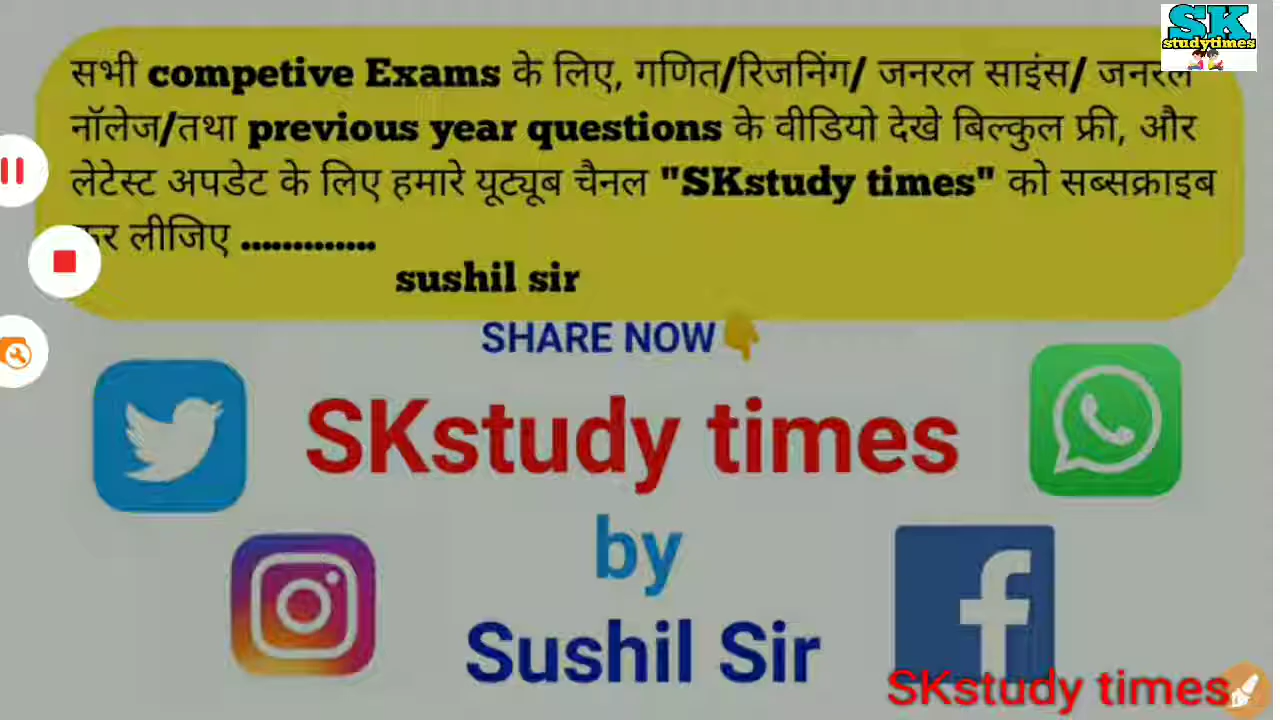 SK
studytimes
सभी competive Exams के लिए, गणित/रिजनिंग/ जनरल साइंस/ जनरल
नॉलेज/तथा previous year questions के वीडियो देखे बिल्कुल फ्री, और
लेटेस्ट अपडेट के लिए हमारे यूट्यूब चैनल "SKstudy times" को सब्सक्राइब
कर लीजिए .............
sushil sir
SHARE NOW👇
SKstudy times
by
Sushil Sir
SKstudy times